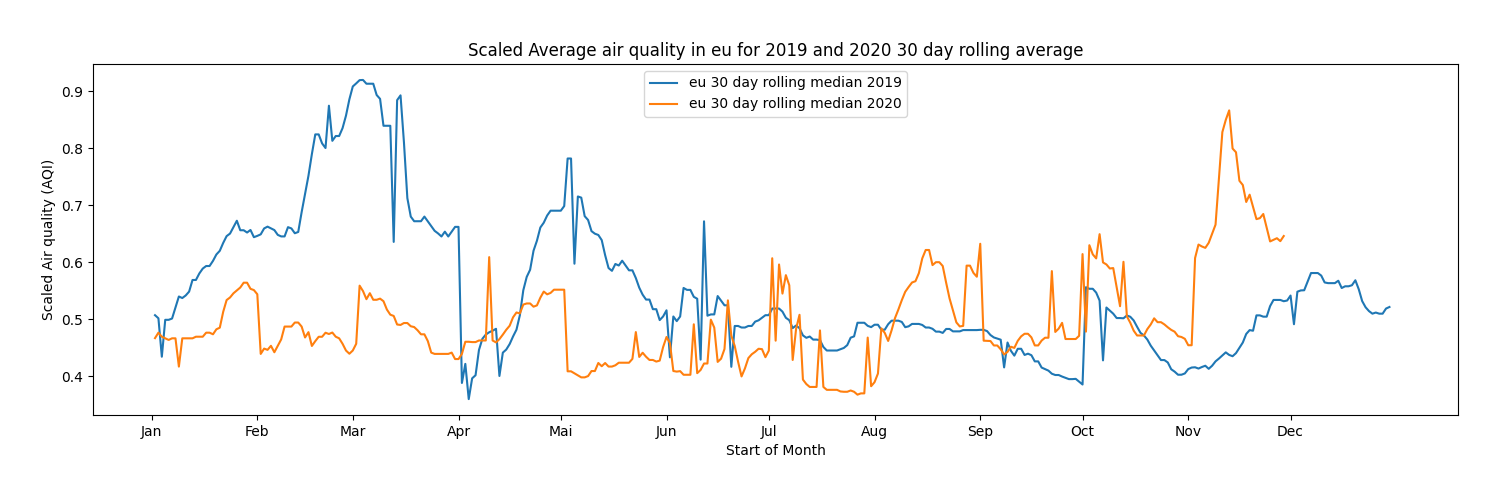 Scaled Average air quality in eu for 2019 and 2020 30 day rolling average
eu 30 day rolling median 2019
eu 30 day rolling median 2020
Scaled Air quality (AQI)
0.9
0.8
0.7
0.6
0.5
0.4
Jan Feb Mar Apr Mai Jun Jul Aug Sep Oct Nov Dec
Start of Month